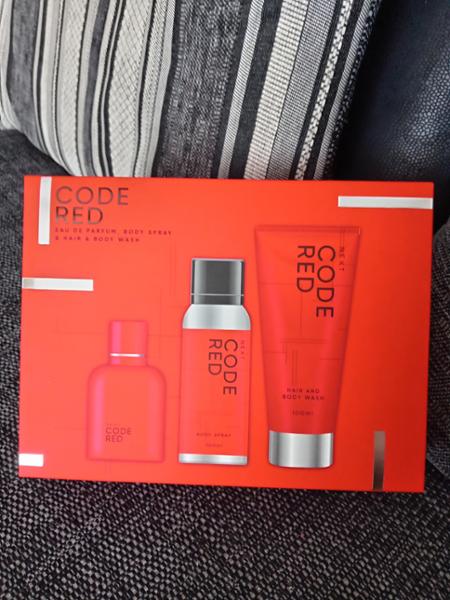 CODE
RED
EAU DE PARFUM, BODY SPRAY
& HAIR & BODY WASH
CODE
RED
NEXT
CODE
RED
BODY SPRAY
NEXT
CODE
RED
HAIR AND
BODY WASH
100ml